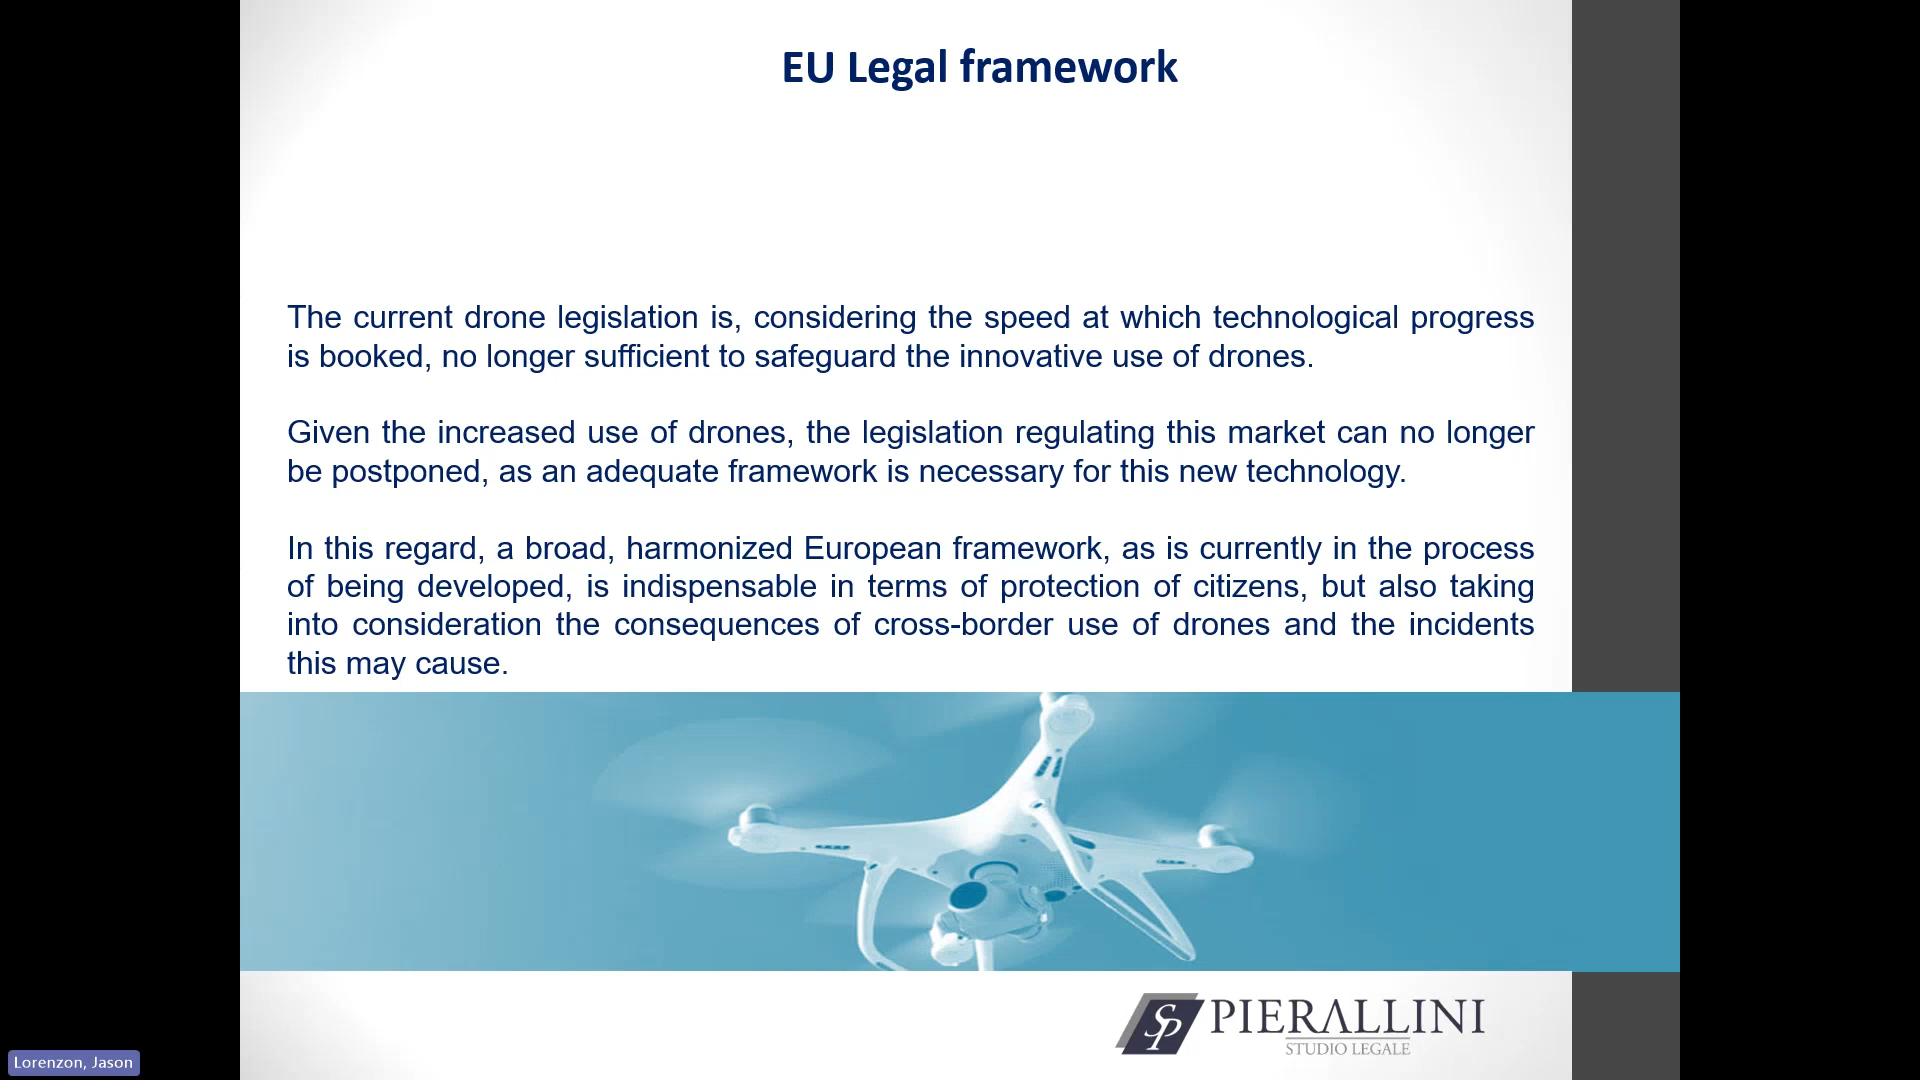 EU Legal framework
The current drone legislation is, considering the speed at which technological progress
is booked, no longer sufficient to safeguard the innovative use of drones.
Given the increased use of drones, the legislation regulating this market can no longer
be postponed, as an adequate framework is necessary for this new technology.
In this regard, a broad, harmonized European framework, as is currently in the process
of being developed, is indispensable in terms of protection of citizens, but also taking
into consideration the consequences of cross-border use of drones and the incidents
this may cause.
SP PIERALLINI
STUDIO LEGALE
Lorenzon, Jason